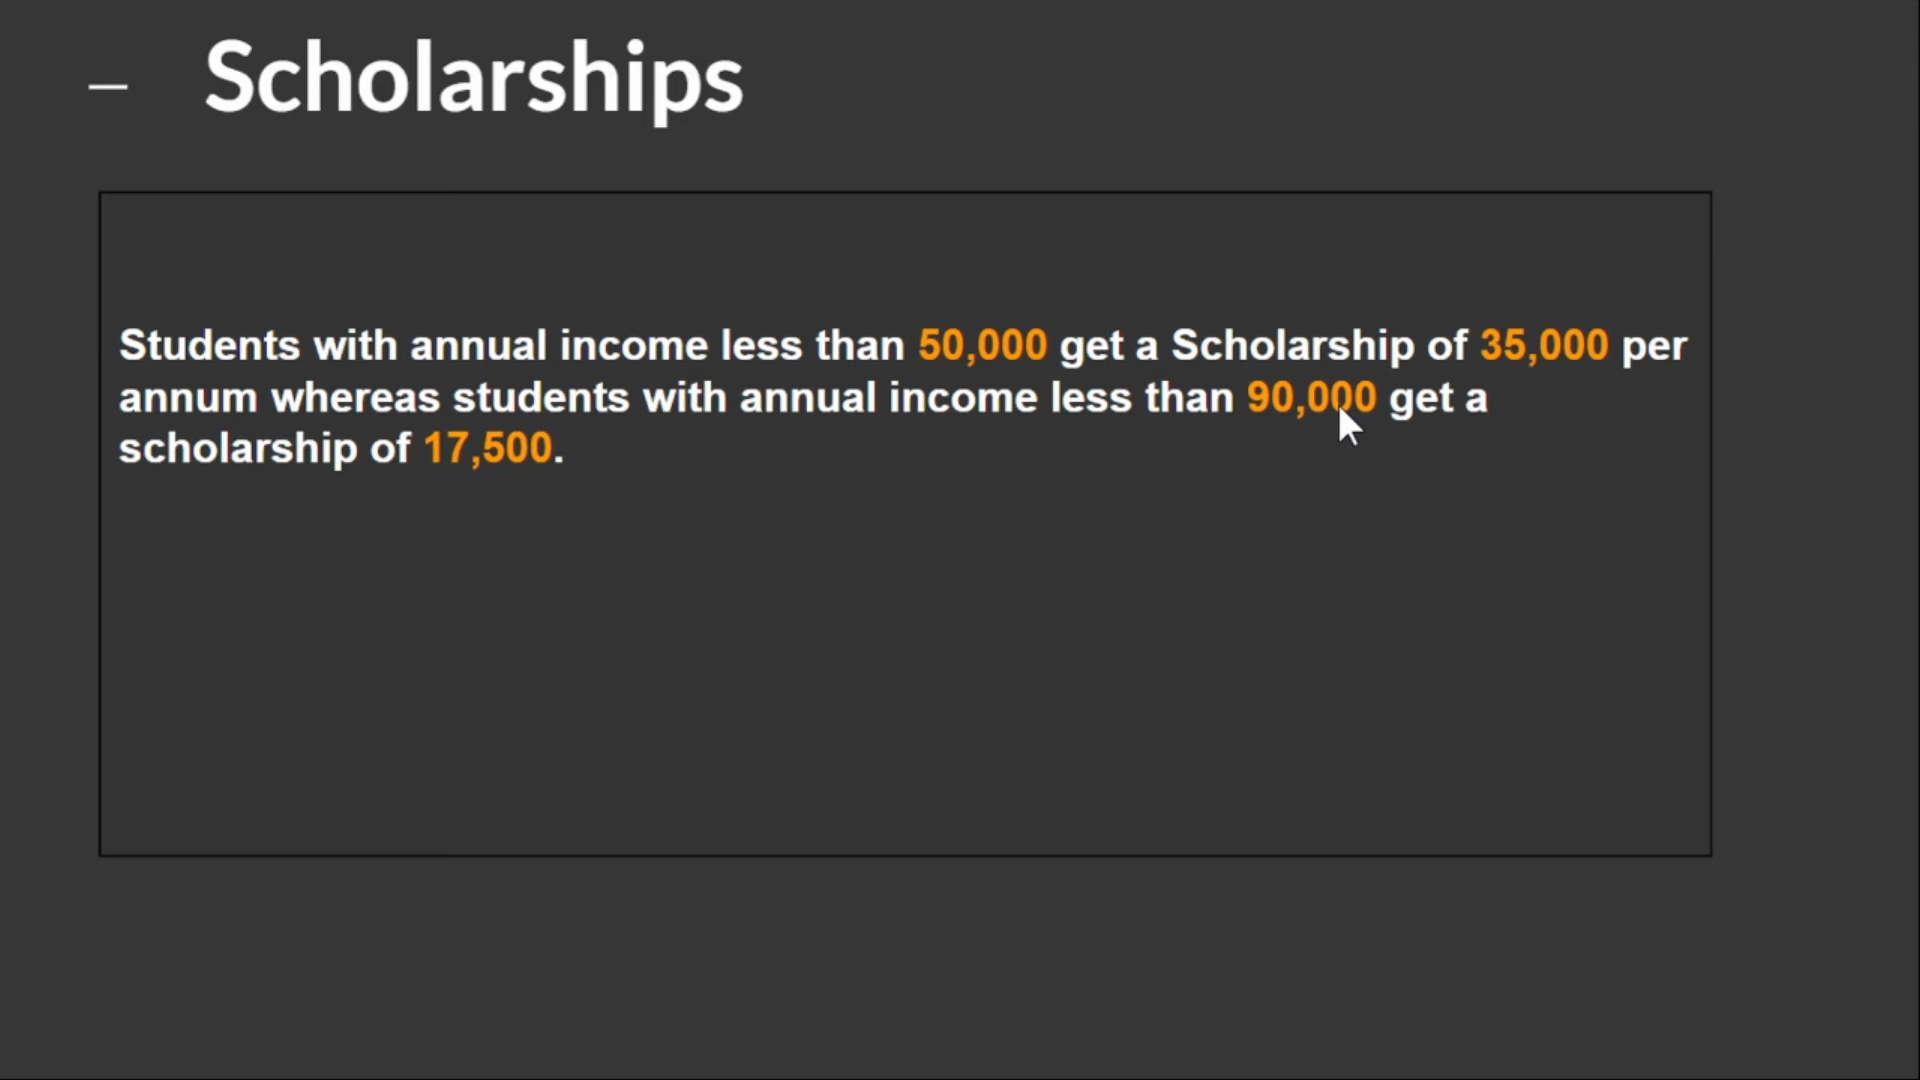 – Scholarships
Students with annual income less than 50,000 get a Scholarship of 35,000 per
annum whereas students with annual income less than 90,000 get a
scholarship of 17,500.